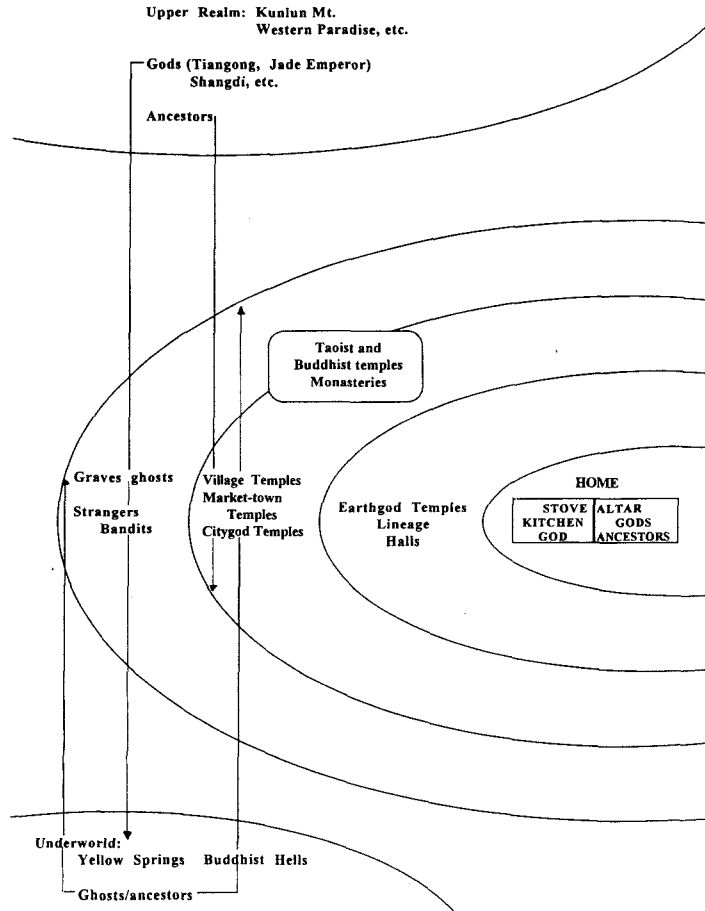 Upper Realm: Kunlun Mt.
Western Paradise, etc.
Gods (Tiangong, Jade Emperor)
Shangdi, etc.
Ancestors
Taoist and
Buddhist temples
Monasteries
Graves ghosts
Strangers
Bandits
Village Temples
Market-town
Temples
Citygod Temples
Earthgod Temples
Lineage
Halls
HOME
STOVE
KITCHEN
GOD
ALTAR
GODS
ANCESTORS
Underworld:
Yellow Springs Buddhist Hells
Ghosts/ancestors